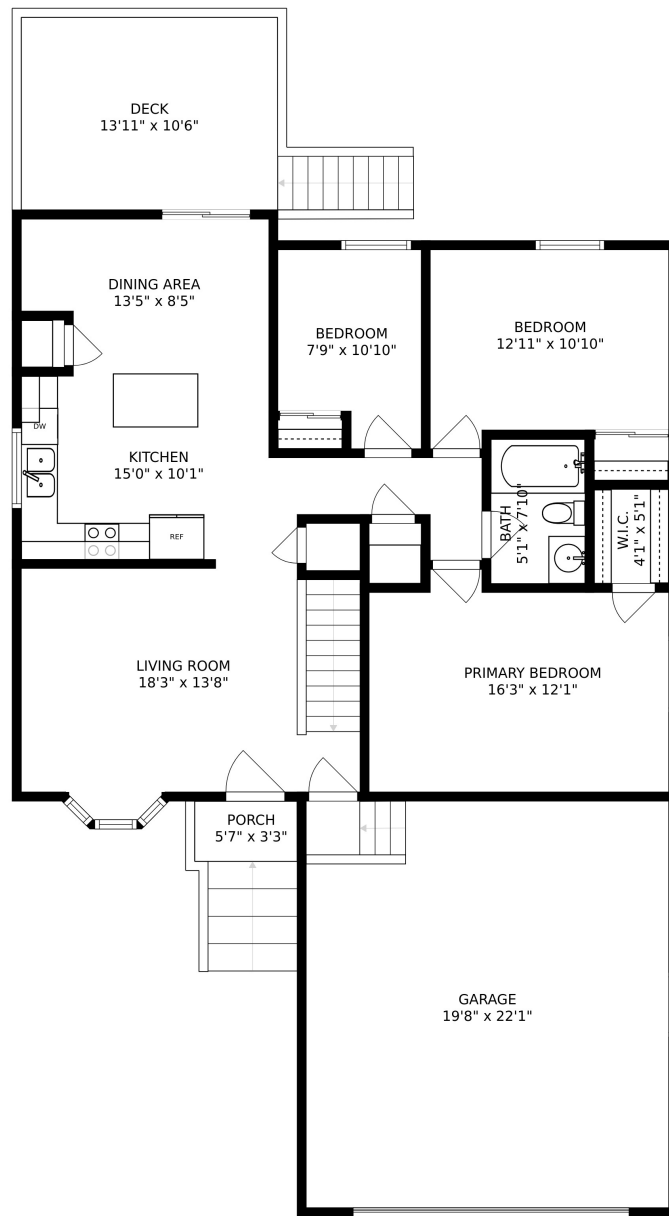 DECK
13'11" x 10'6"
DINING AREA
13'5" x 8'5"
BEDROOM
7'9" x 10'10"
BEDROOM
12'11" x 10'10"
DW
KITCHEN
15'0" x 10'1"
REF
BATH
5'1" x 7'10"
W.I.C.
4'1" x 5'1"
LIVING ROOM
18'3" x 13'8"
PRIMARY BEDROOM
16'3" x 12'1"
PORCH
5'7" x 3'3"
GARAGE
19'8" x 22'1"